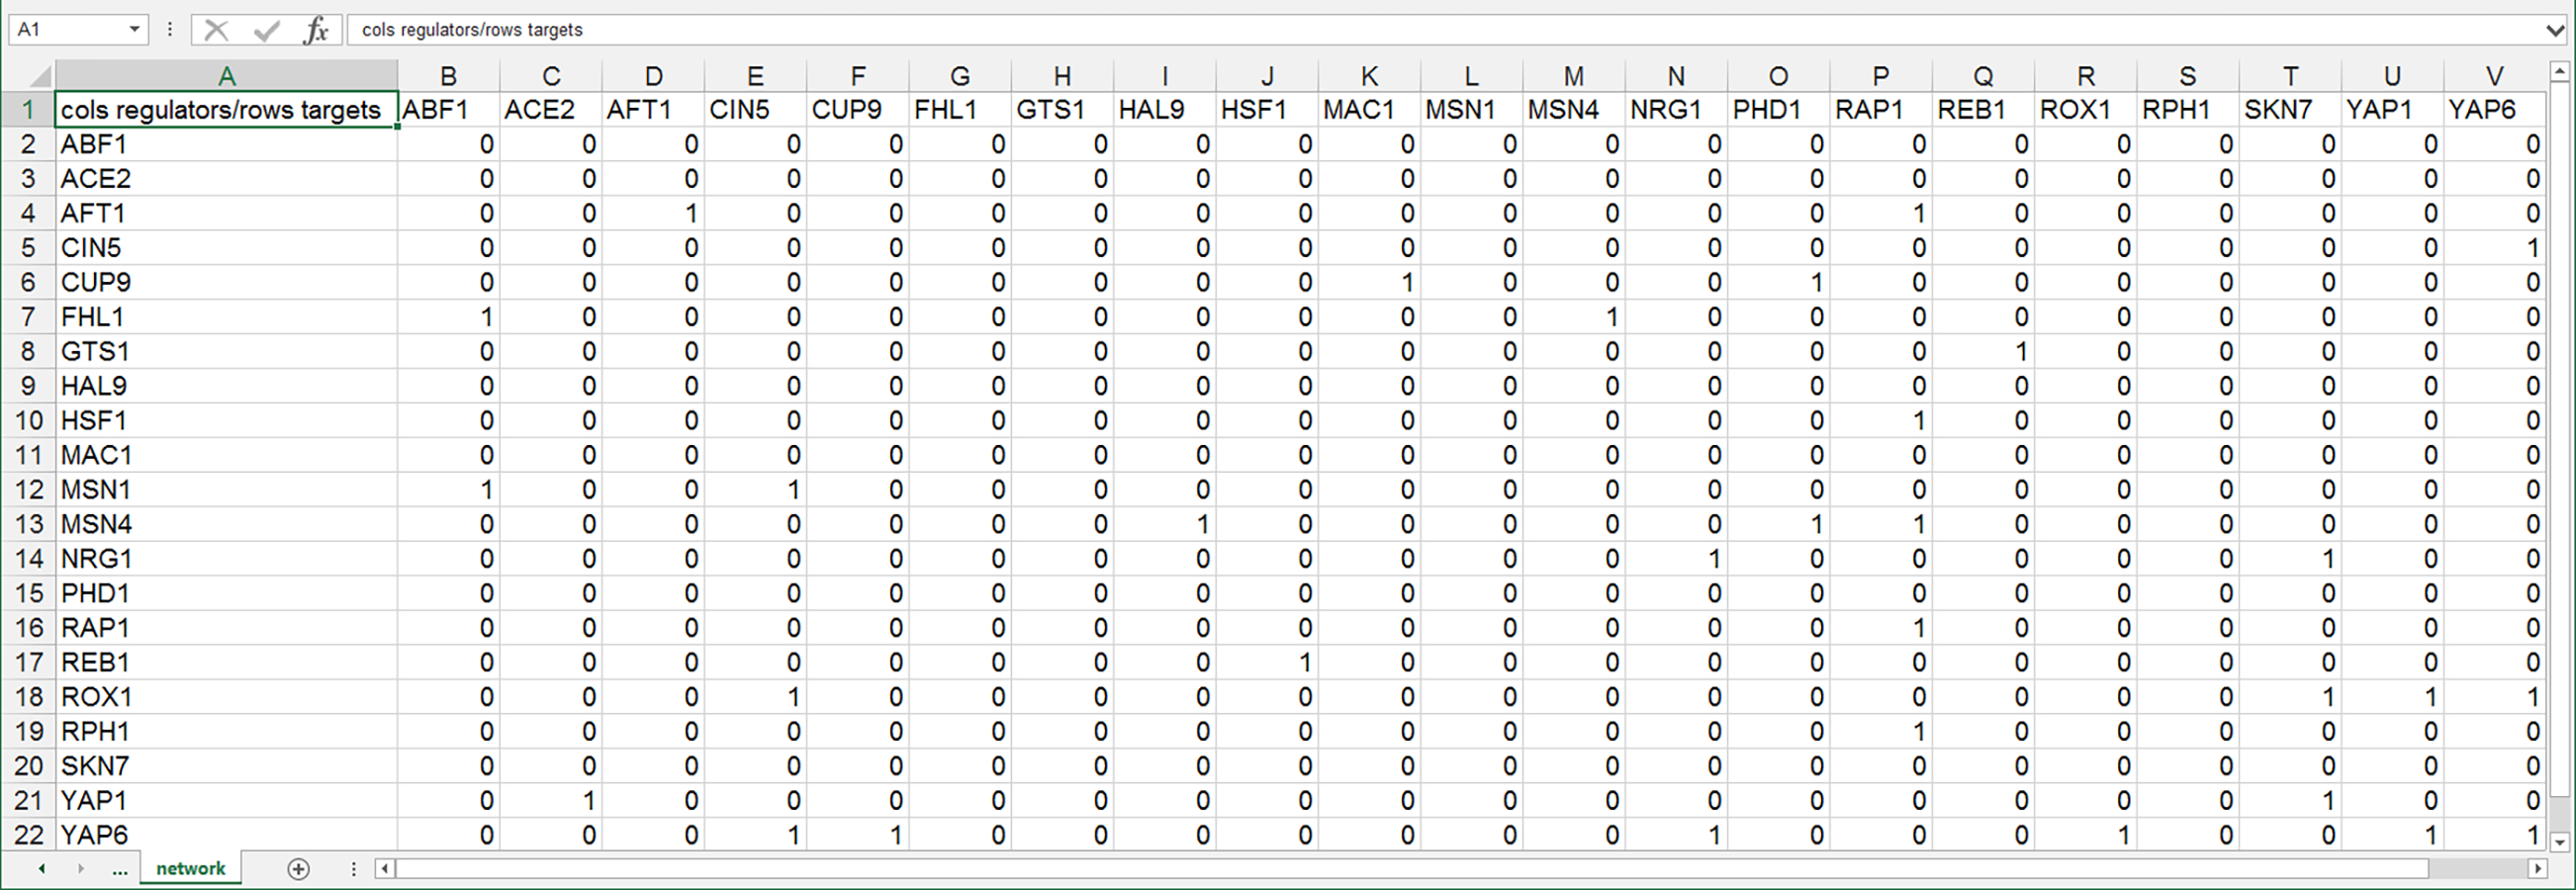 A1 fx cols regulators/rows targets
A B C D E F G H I J K L M N O P Q R S T U V
1 cols regulators/rows targets ABF1 ACE2 AFT1 CIN5 CUP9 FHL1 GTS1 HAL9 HSF1 MAC1 MSN1 MSN4 NRG1 PHD1 RAP1 REB1 ROX1 RPH1 SKN7 YAP1 YAP6
2 ABF1 0 0 0 0 0 0 0 0 0 0 0 0 0 0 0 0 0 0 0 0 0
3 ACE2 0 0 0 0 0 0 0 0 0 0 0 0 0 0 0 0 0 0 0 0 0
4 AFT1 0 0 1 0 0 0 0 0 0 0 0 0 0 0 1 0 0 0 0 0 0
5 CIN5 0 0 0 0 0 0 0 0 0 0 0 0 0 0 0 0 0 0 0 0 1
6 CUP9 0 0 0 0 0 0 0 0 0 1 0 0 0 1 0 0 0 0 0 0 0
7 FHL1 1 0 0 0 0 0 0 0 0 0 0 1 0 0 0 0 0 0 0 0 0
8 GTS1 0 0 0 0 0 0 0 0 0 0 0 0 0 0 0 1 0 0 0 0 0
9 HAL9 0 0 0 0 0 0 0 0 0 0 0 0 0 0 0 0 0 0 0 0 0
10 HSF1 0 0 0 0 0 0 0 0 0 0 0 0 0 0 1 0 0 0 0 0 0
11 MAC1 0 0 0 0 0 0 0 0 0 0 0 0 0 0 0 0 0 0 0 0 0
12 MSN1 1 0 0 1 0 0 0 0 0 0 0 0 0 0 0 0 0 0 0 0 0
13 MSN4 0 0 0 0 0 0 0 1 0 0 0 0 0 1 1 0 0 0 0 0 0
14 NRG1 0 0 0 0 0 0 0 0 0 0 0 0 1 0 0 0 0 0 1 0 0
15 PHD1 0 0 0 0 0 0 0 0 0 0 0 0 0 0 0 0 0 0 0 0 0
16 RAP1 0 0 0 0 0 0 0 0 0 0 0 0 0 0 1 0 0 0 0 0 0
17 REB1 0 0 0 0 0 0 0 0 1 0 0 0 0 0 0 0 0 0 0 0 0
18 ROX1 0 0 0 1 0 0 0 0 0 0 0 0 0 0 0 0 0 0 1 1 1
19 RPH1 0 0 0 0 0 0 0 0 0 0 0 0 0 0 1 0 0 0 0 0 0
20 SKN7 0 0 0 0 0 0 0 0 0 0 0 0 0 0 0 0 0 0 0 0 0
21 YAP1 0 1 0 0 0 0 0 0 0 0 0 0 0 0 0 0 0 0 1 0 0
22 YAP6 0 0 0 1 1 0 0 0 0 0 0 0 1 0 0 0 1 0 0 1 1
... network